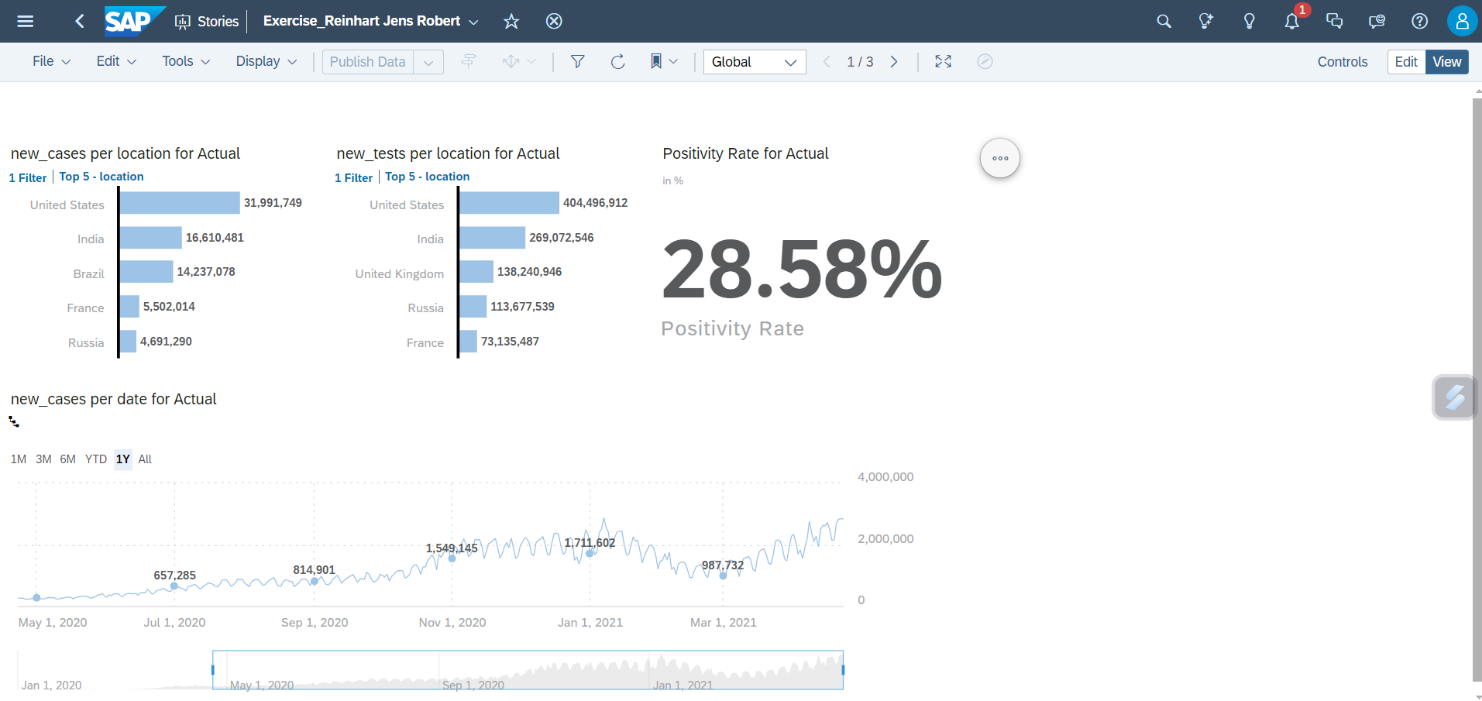 SAP Stories Exercise_Reinhart Jens Robert 1
File Edit Tools Display Publish Data Global 1 / 3 Controls Edit View
new_cases per location for Actual
1 Filter Top 5 - location
United States 31,991,749
India 16,610,481
Brazil 14,237,078
France 5,502,014
Russia 4,691,290
new_tests per location for Actual
1 Filter Top 5 - location
United States 404,496,912
India 269,072,546
United Kingdom 138,240,946
Russia 113,677,539
France 73,135,487
Positivity Rate for Actual
in %
28.58%
Positivity Rate
new_cases per date for Actual
1M 3M 6M YTD 1Y All
4,000,000
2,000,000
0
657,285
814,901
1,549,145
1,711,602
987,732
May 1, 2020 Jul 1, 2020 Sep 1, 2020 Nov 1, 2020 Jan 1, 2021 Mar 1, 2021
Jan 1, 2020 May 1, 2020 Sep 1, 2020 Jan 1, 2021